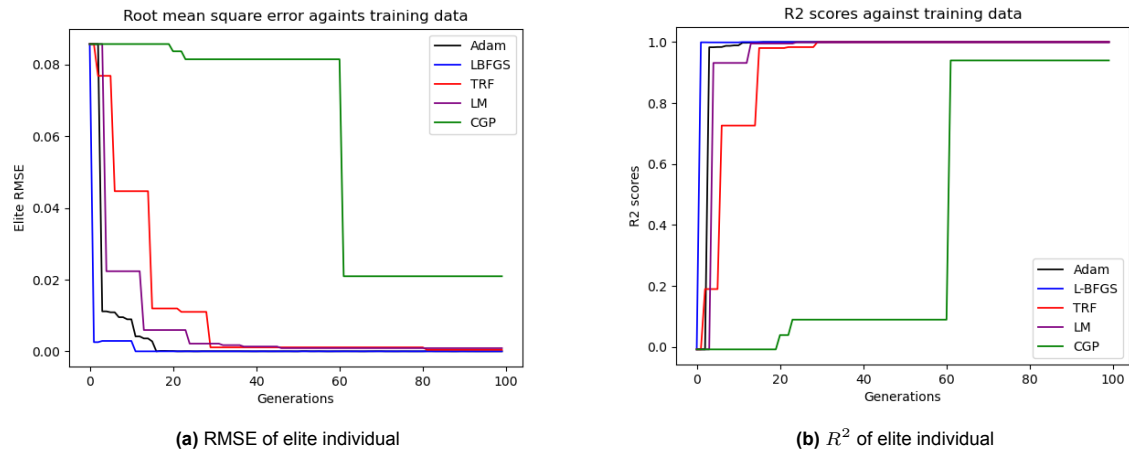 Root mean square error againts training data
Elite RMSE
0.08
0.06
0.04
0.02
0.00
Adam
LBFGS
TRF
LM
CGP
0
20
40
60
80
100
Generations
(a) RMSE of elite individual
R2 scores against training data
R2 scores
1.0
0.8
0.6
0.4
0.2
0.0
Adam
L-BFGS
TRF
LM
CGP
0
20
40
60
80
100
Generations
(b) R² of elite individual